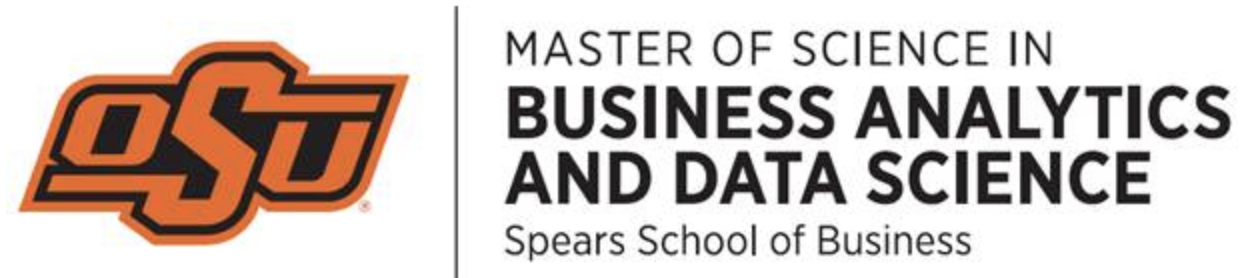 OSU
®
MASTER OF SCIENCE IN
BUSINESS ANALYTICS
AND DATA SCIENCE
Spears School of Business